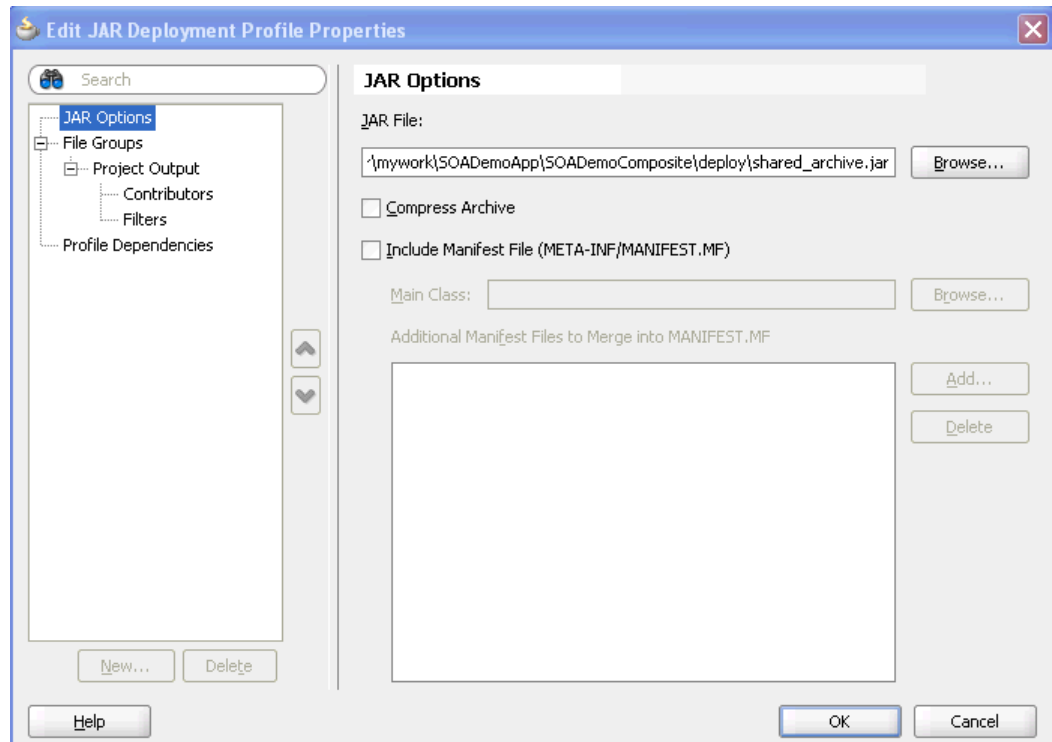 Edit JAR Deployment Profile Properties
Search
JAR Options
File Groups
Project Output
Contributors
Filters
Profile Dependencies
New...
Delete
JAR Options
JAR File:
\mywork\SOADemoApp\SOADemoComposite\deploy\shared_archive.jar
Browse...
Compress Archive
Include Manifest File (META-INF/MANIFEST.MF)
Main Class:
Browse...
Additional Manifest Files to Merge into MANIFEST.MF
Add...
Delete
Help
OK
Cancel